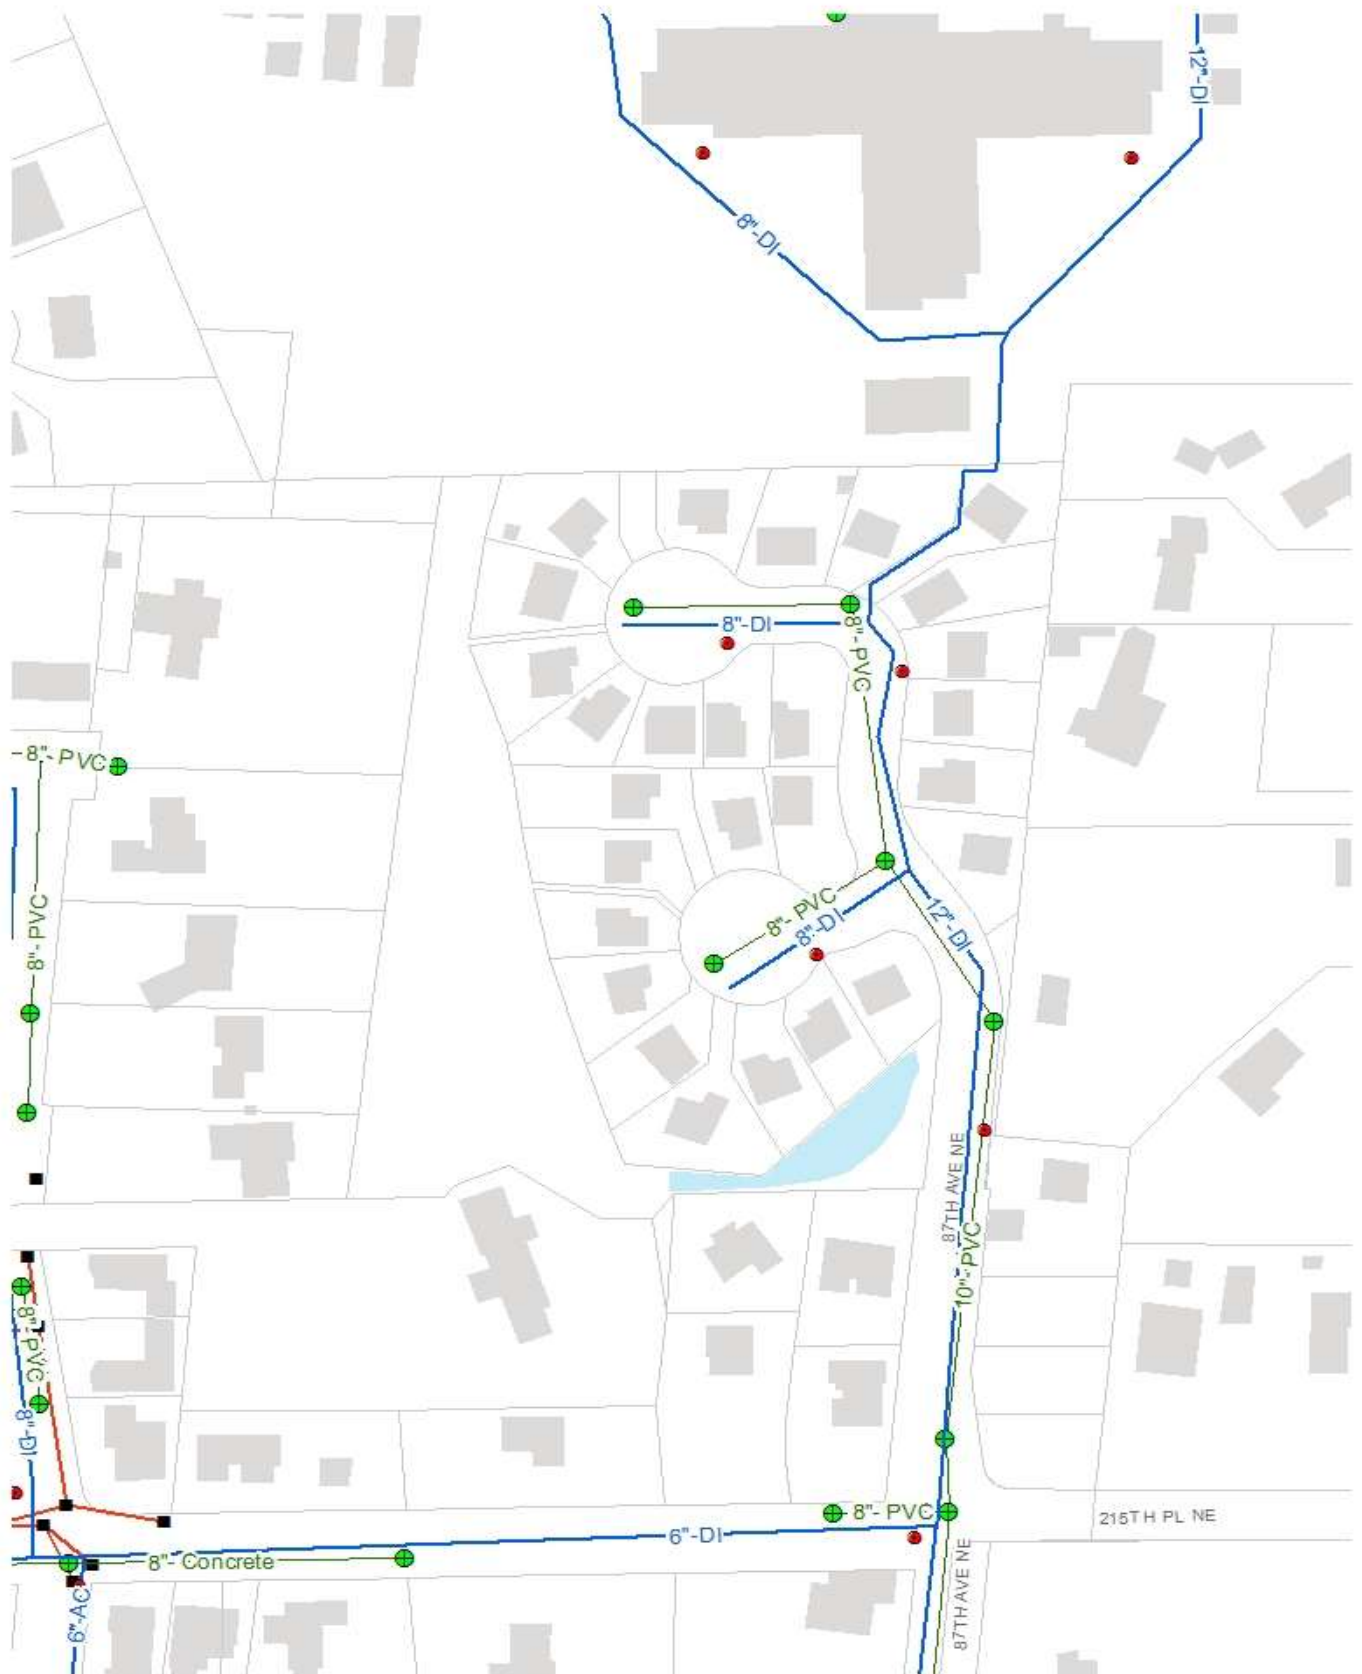 12"-DI
8"-DI
8"-DI
8"- PVC
8"- PVC
8"- PVC
8"-DI
12"-DI
8"- PVC
87TH AVE NE
10"-PVC
8"-PVC
8"-DI
8"- PVC
215TH PL NE
6"-DI
8"- Concrete
87TH AVE NE
6"-AC